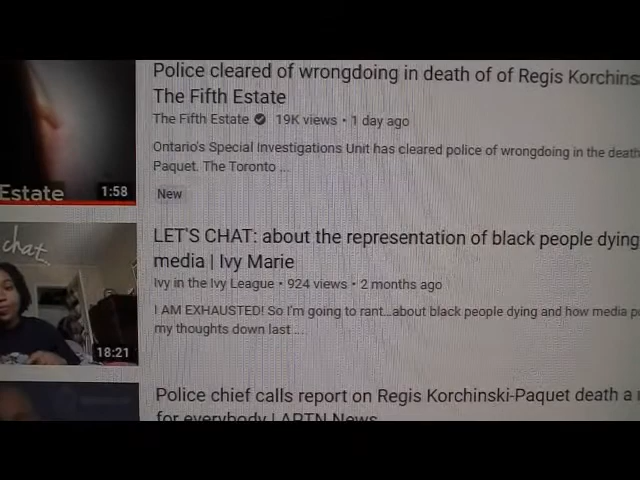 Police cleared of wrongdoing in death of of Regis Korchins
The Fifth Estate
The Fifth Estate 19K views • 1 day ago
Ontario's Special Investigations Unit has cleared police of wrongdoing in the death
Paquet. The Toronto ...
New
Estate
1:58
chat
LET'S CHAT: about the representation of black people dying
media | Ivy Marie
Ivy in the Ivy League • 924 views • 2 months ago
I AM EXHAUSTED! So I'm going to rant...about black people dying and how media po
my thoughts down last ...
18:21
Police chief calls report on Regis Korchinski-Paquet death a
for everybody | APTN News